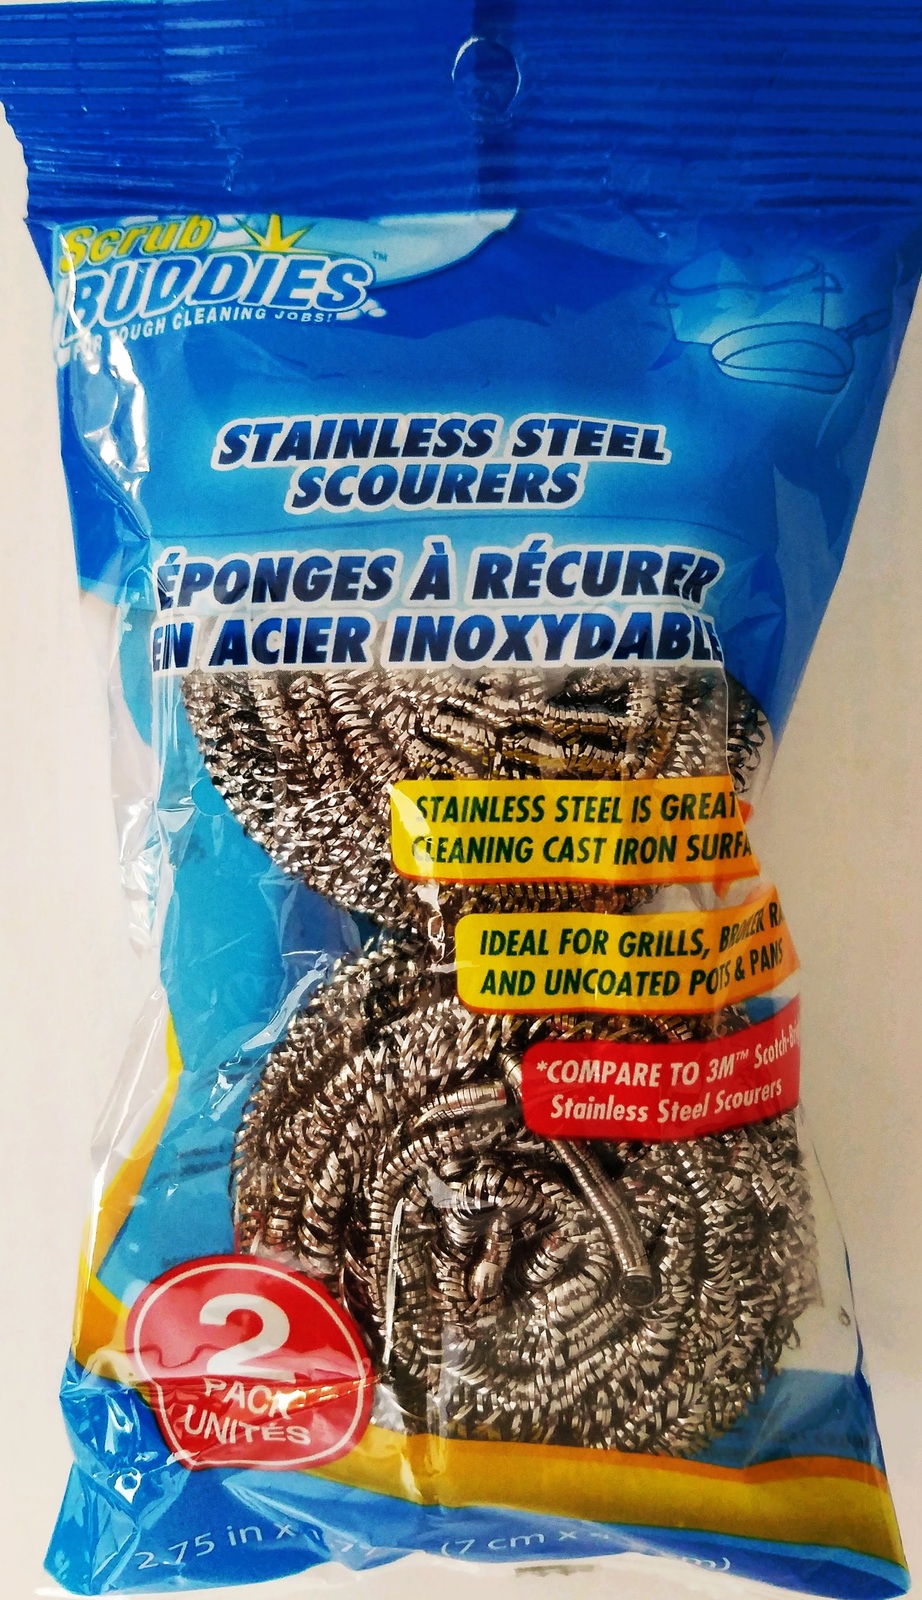 Scrub
BUDDIES™
FOR TOUGH CLEANING JOBS!
STAINLESS STEEL
SCOURERS
ÉPONGES À RÉCURER
EN ACIER INOXYDABLE
STAINLESS STEEL IS GREAT
CLEANING CAST IRON
IDEAL FOR GRILLS, BROILER
AND UNCOATED POTS & PANS
*COMPARE TO 3M™
Stainless Steel Scourers
2
PACK
UNITÉS
2.75 in x (7 cm x